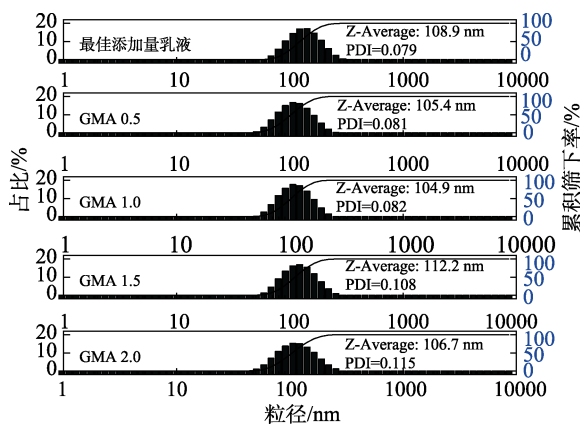 占比/%
累积筛下率/%
20
10
0
最佳添加量乳液
Z-Average: 108.9 nm
PDI=0.079
100
50
0
1 10 100 1000 10000
20
10
0
GMA 0.5
Z-Average: 105.4 nm
PDI=0.081
100
50
0
1 10 100 1000 10000
20
10
0
GMA 1.0
Z-Average: 104.9 nm
PDI=0.082
100
50
0
1 10 100 1000 10000
20
10
0
GMA 1.5
Z-Average: 112.2 nm
PDI=0.108
100
50
0
1 10 100 1000 10000
20
10
0
GMA 2.0
Z-Average: 106.7 nm
PDI=0.115
100
50
0
1 10 100 1000 10000
粒径/nm